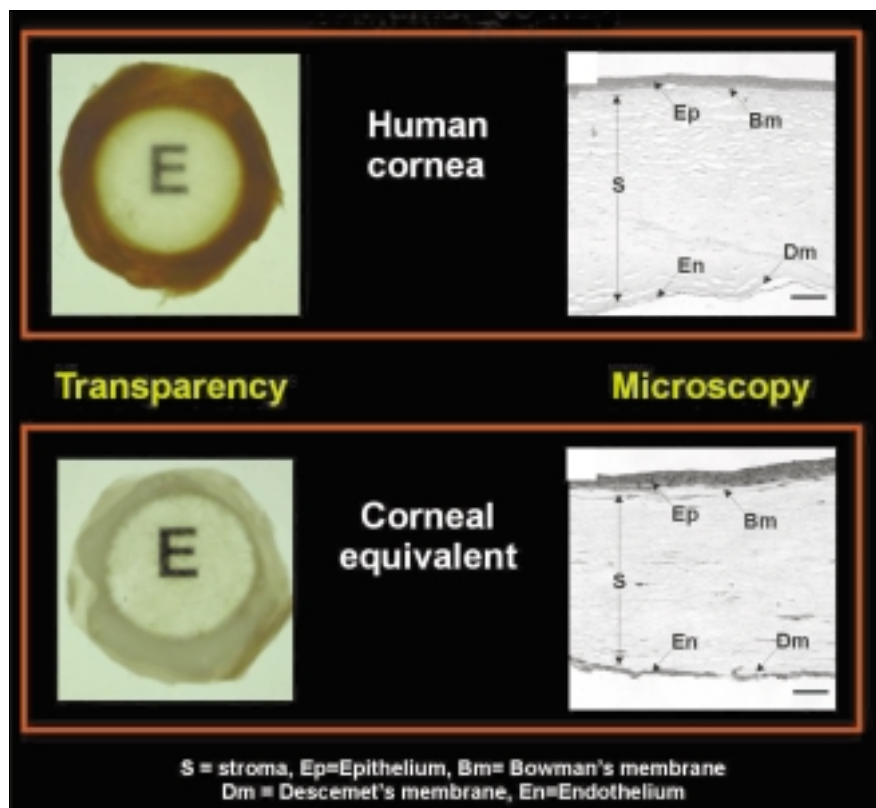 E
Human
cornea
Ep
Bm
S
En
Dm
Transparency
Microscopy
E
Corneal
equivalent
Ep
Bm
S
En
Dm
S = stroma, Ep=Epithelium, Bm= Bowman's membrane
Dm = Descemet's membrane, En=Endothelium